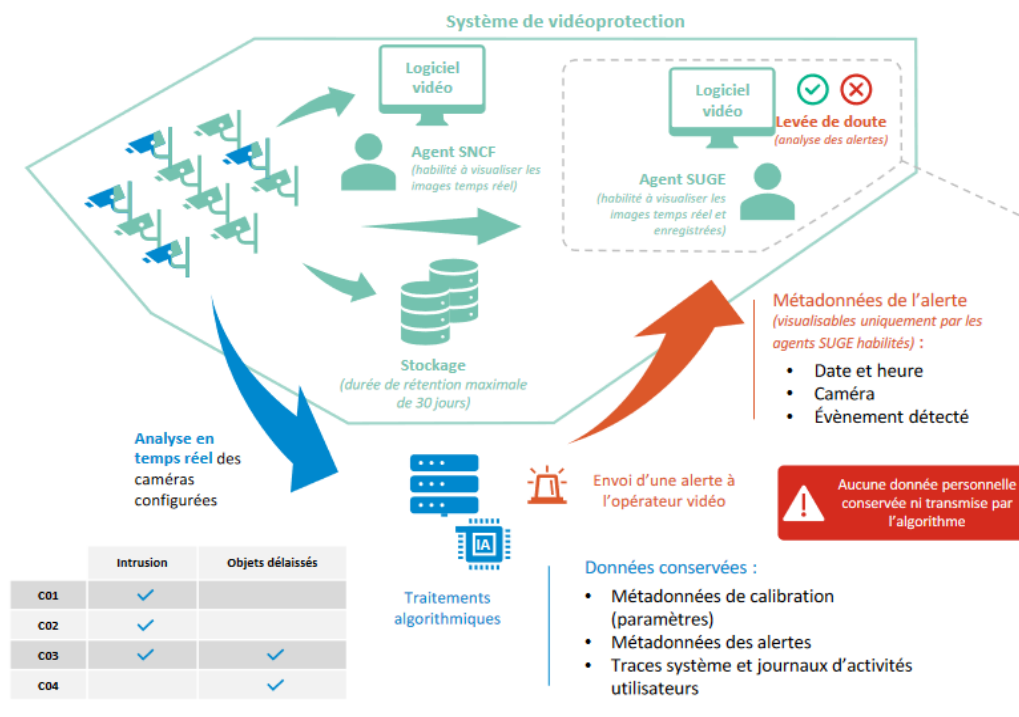 Système de vidéoprotection
Logiciel
vidéo
Agent SNCF
(habilité à visualiser les
images temps réel)
Logiciel
vidéo
Levée de doute
(analyse des alertes)
Agent SUGE
(habilité à visualiser les
images temps réel et
enregistrées)
Stockage
(durée de rétention maximale
de 30 jours)
Métadonnées de l'alerte
(visualisables uniquement par les
agents SUGE habilités) :
• Date et heure
• Caméra
• Évènement détecté
Analyse en
temps réel des
caméras
configurées
Envoi d'une alerte à
l'opérateur vidéo
Aucune donnée personnelle
conservée ni transmise par
l'algorithme
IA
Traitements
algorithmiques
Intrusion Objets délaissés
C01
C02
C03
C04
Données conservées :
• Métadonnées de calibration
(paramètres)
• Métadonnées des alertes
• Traces système et journaux d'activités
utilisateurs